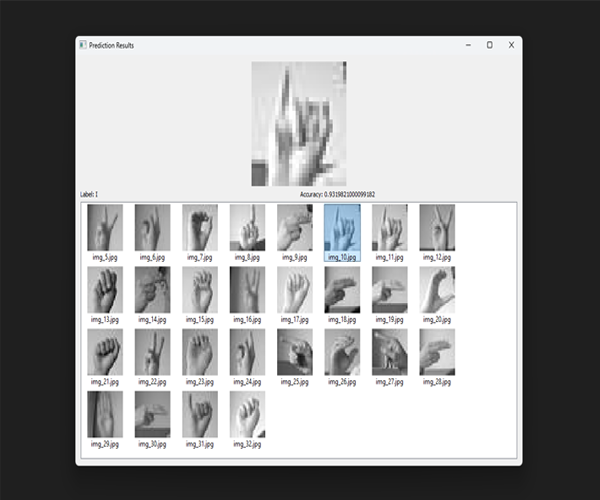 Prediction Results
Label: I Accuracy: 0.9319821000099182
img_5.jpg img_6.jpg img_7.jpg img_8.jpg img_9.jpg img_10.jpg img_11.jpg img_12.jpg
img_13.jpg img_14.jpg img_15.jpg img_16.jpg img_17.jpg img_18.jpg img_19.jpg img_20.jpg
img_21.jpg img_22.jpg img_23.jpg img_24.jpg img_25.jpg img_26.jpg img_27.jpg img_28.jpg
img_29.jpg img_30.jpg img_31.jpg img_32.jpg